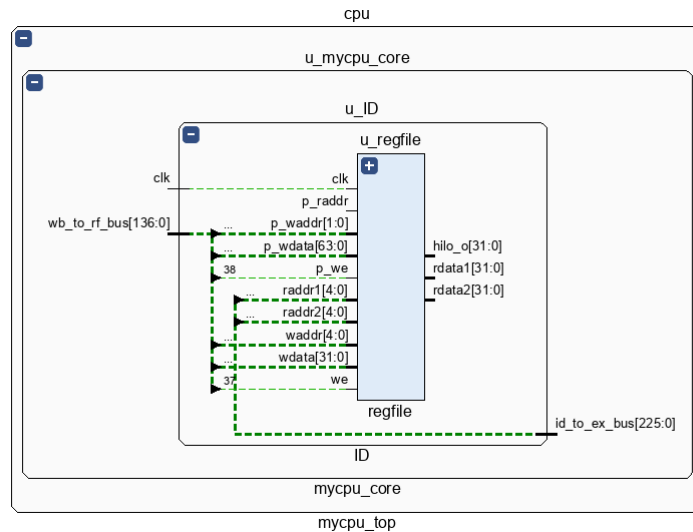 cpu
u_mycpu_core
u_ID
u_regfile
clk
clk
p_raddr
wb_to_rf_bus[136:0]
... p_waddr[1:0]
... p_wdata[63:0]
hilo_o[31:0]
38 p_we
rdata1[31:0]
... raddr1[4:0]
rdata2[31:0]
... raddr2[4:0]
... waddr[4:0]
... wdata[31:0]
37 we
regfile
id_to_ex_bus[225:0]
ID
mycpu_core
mycpu_top